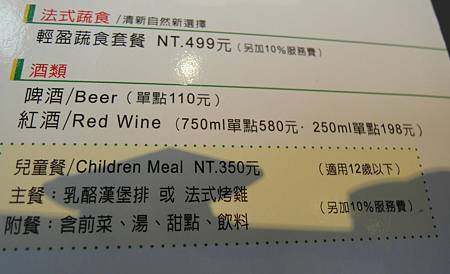 法式蔬食/清新自然新選擇
輕盈蔬食套餐 NT.499元(另加10%服務費)
酒類
啤酒/Beer(單點110元)
紅酒/Red Wine (750ml單點580元·250ml單點198元)
兒童餐/Children Meal NT.350元 (適用12歲以下)
主餐:乳酪漢堡排 或 法式烤雞 (另加10%服務費)
附餐:含前菜、湯、甜點、飲料